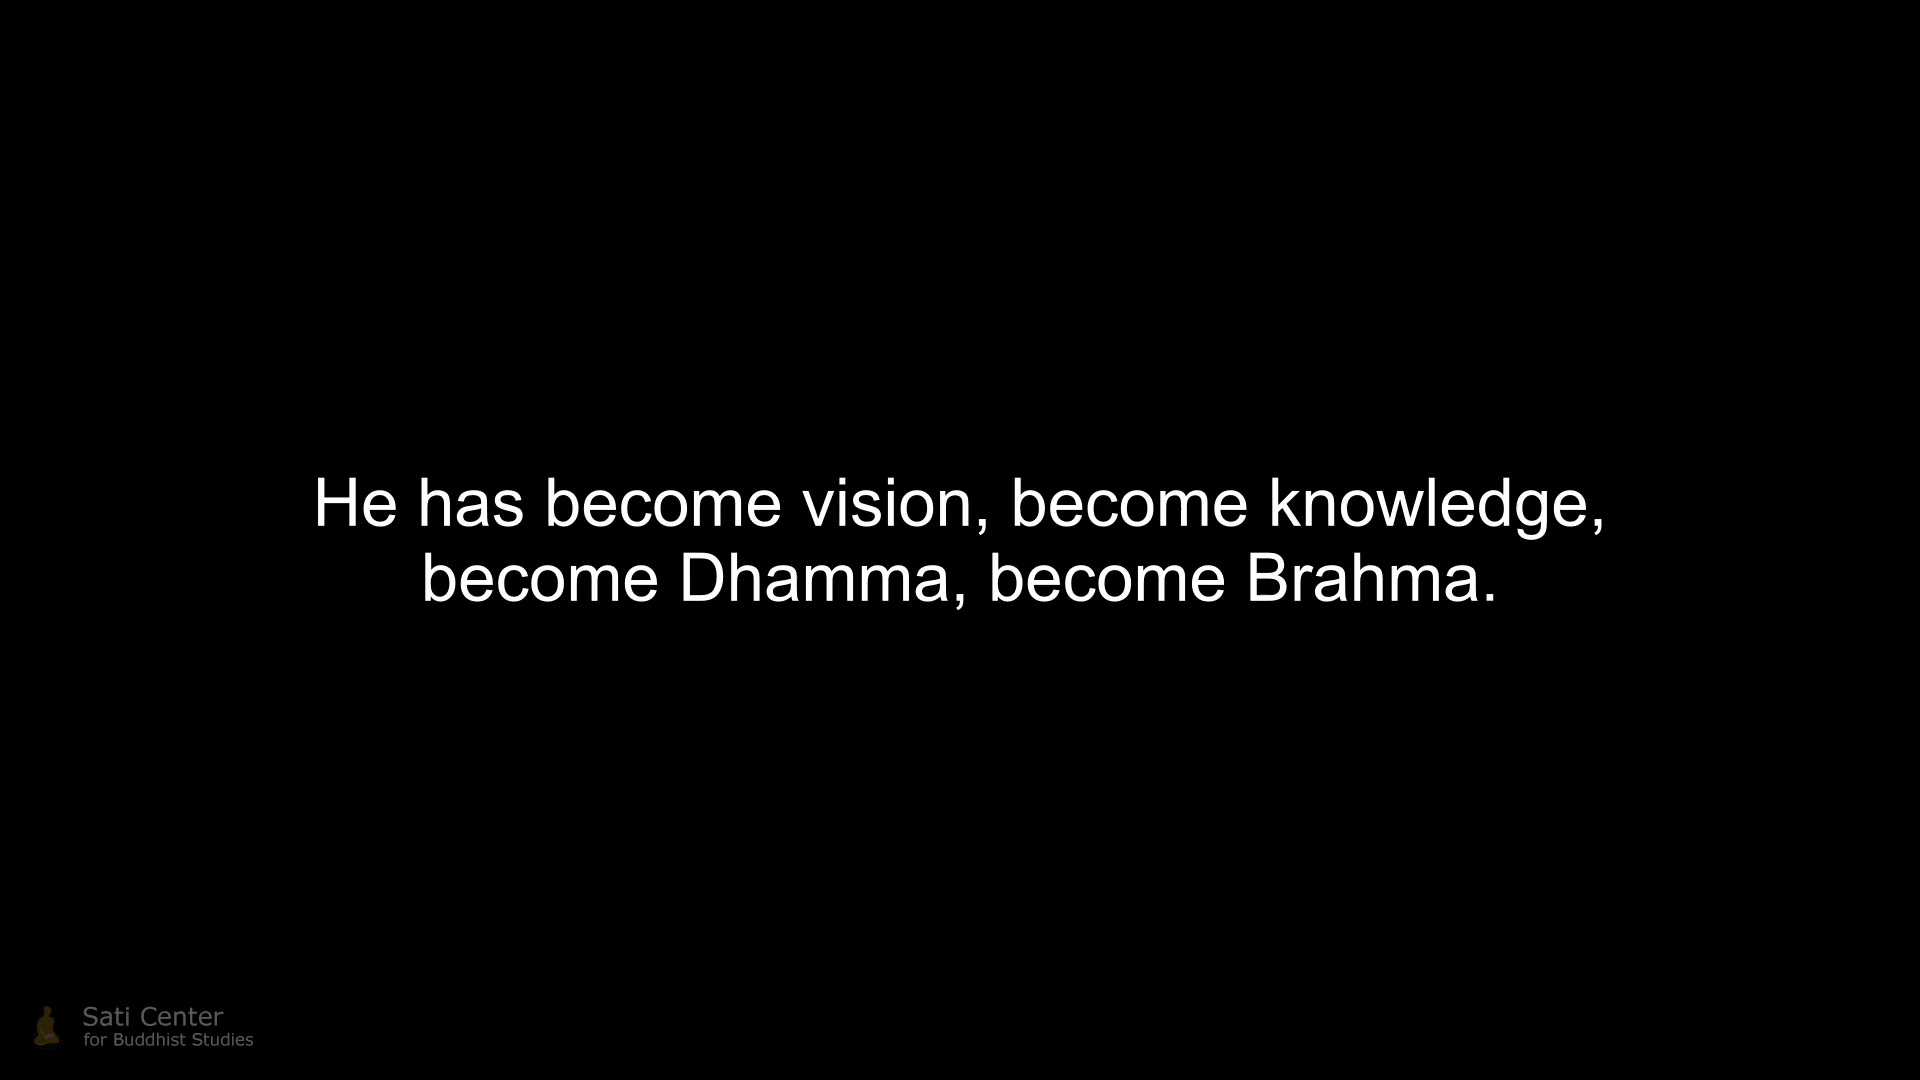 He has become vision, become knowledge,
become Dhamma, become Brahma.
Sati Center
for Buddhist Studies